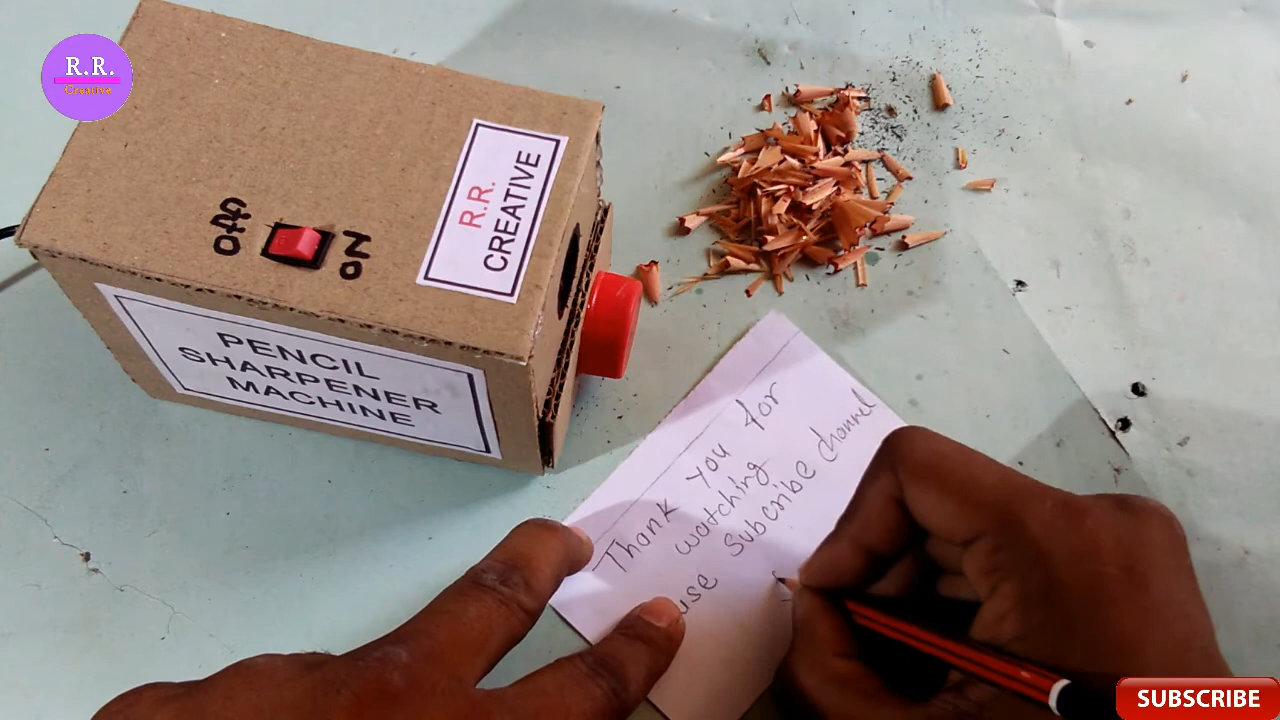 R.R.
Creative
OFF
ON
R.R.
CREATIVE
PENCIL
SHARPENER
MACHINE
Thank you for
watching
use Subcribe channel
SUBSCRIBE